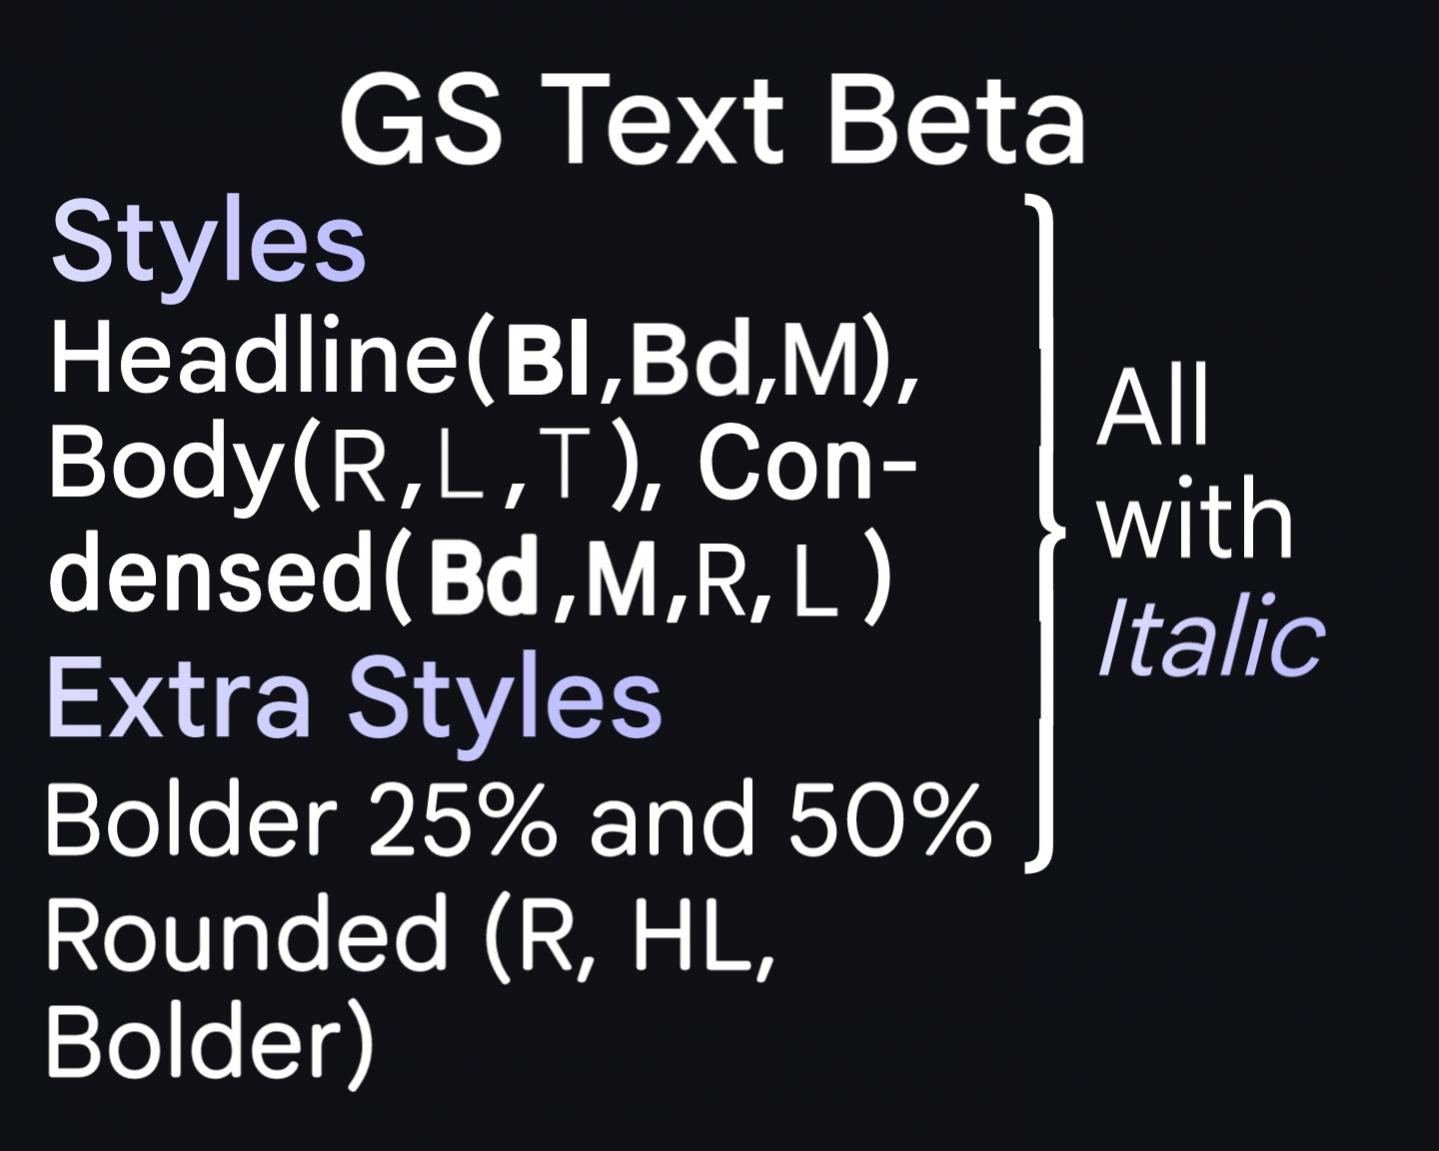 GS Text Beta
Styles
Headline(Bl,Bd,M),
Body(R,L,T), Con-
densed(Bd,M,R,L)
Extra Styles
Bolder 25% and 50%
Rounded (R, HL,
Bolder)
All
with
Italic